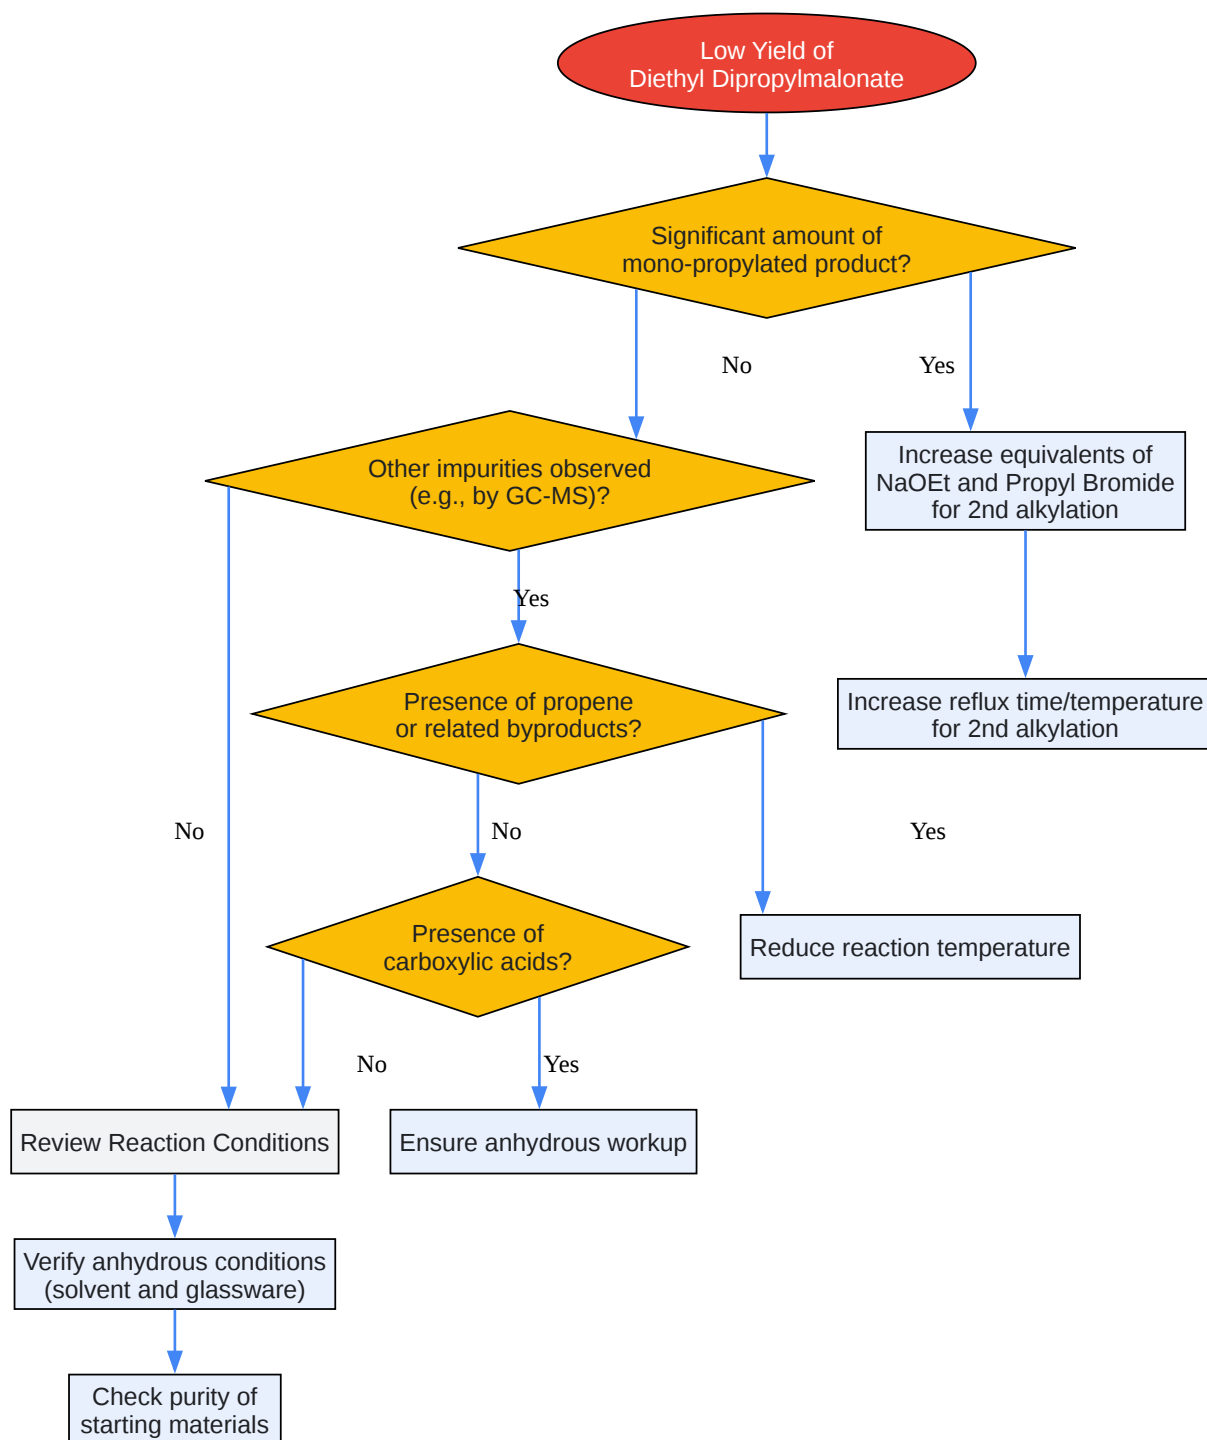 Low Yield of
Diethyl Dipropylmalonate
Significant amount of
mono-propylated product?
No
Yes
Other impurities observed
(e.g., by GC-MS)?
Increase equivalents of
NaOEt and Propyl Bromide
for 2nd alkylation
Yes
Presence of propene
or related byproducts?
Increase reflux time/temperature
for 2nd alkylation
No
No
Yes
Presence of
carboxylic acids?
Reduce reaction temperature
No
Yes
Review Reaction Conditions
Ensure anhydrous workup
Verify anhydrous conditions
(solvent and glassware)
Check purity of
starting materials